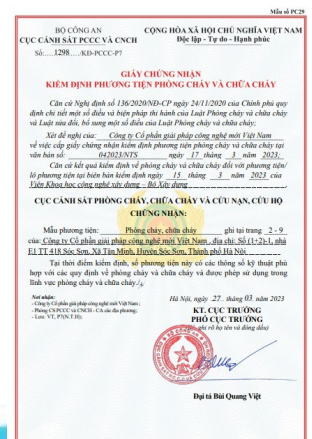 Mẫu số PC29
BỘ CÔNG AN
CỤC CẢNH SÁT PCCC VÀ CNCH
CỘNG HÒA XÃ HỘI CHỦ NGHĨA VIỆT NAM
Độc lập - Tự do - Hạnh phúc
Số: 1298 /KĐ-PCCC-P7
GIẤY CHỨNG NHẬN
KIỂM ĐỊNH PHƯƠNG TIỆN PHÒNG CHÁY VÀ CHỮA CHÁY
Căn cứ Nghị định số 136/2020/NĐ-CP ngày 24/11/2020 của Chính phủ quy
định chi tiết một số điều và biện pháp thi hành của Luật Phòng cháy và chữa cháy và
Luật sửa đổi, bổ sung một số điều của Luật Phòng cháy và chữa cháy;
Xét đề nghị của: Công ty Cổ phần giải pháp công nghệ mới Việt Nam
về việc cấp giấy chứng nhận kiểm định phương tiện phòng cháy và chữa cháy tại
văn bản số: 042023/NTS ngày 17 tháng 3 năm 2023;
Căn cứ kết quả kiểm định về phòng cháy và chữa cháy đối với phương tiện/
lô phương tiện tại biên bản kiểm định ngày 15 tháng 3 năm 2023 của
Viện Khoa học công nghệ xây dựng – Bộ Xây dựng
CỤC CẢNH SÁT PHÒNG CHÁY, CHỮA CHÁY VÀ CỨU NẠN, CỨU HỘ
CHỨNG NHẬN:
Mẫu phương tiện: Phòng cháy, chữa cháy ghi tại trang 2 - 9
của: Công ty Cổ phần giải pháp công nghệ mới Việt Nam, địa chỉ: Số (1+2)-1, nhà
E1 TT 418 Sóc Sơn, Xã Tân Minh, Huyện Sóc Sơn, Thành phố Hà Nội
Tại thời điểm kiểm định, số phương tiện này có các thông số kỹ thuật phù
hợp với các quy định về phòng cháy và chữa cháy và được phép sử dụng trong
lĩnh vực phòng cháy và chữa cháy./.
Nơi nhận:
- Công ty Cổ phần giải pháp công nghệ mới Việt Nam;
- Phòng CS PCCC và CNCH - CA các địa phương;
- Lưu: VT, P7(N.T.H);
Hà Nội, ngày 27 tháng 03 năm 2023
KT. CỤC TRƯỞNG
PHÓ CỤC TRƯỞNG
(Ký, ghi rõ họ tên và đóng dấu)
Đại tá Bùi Quang Việt